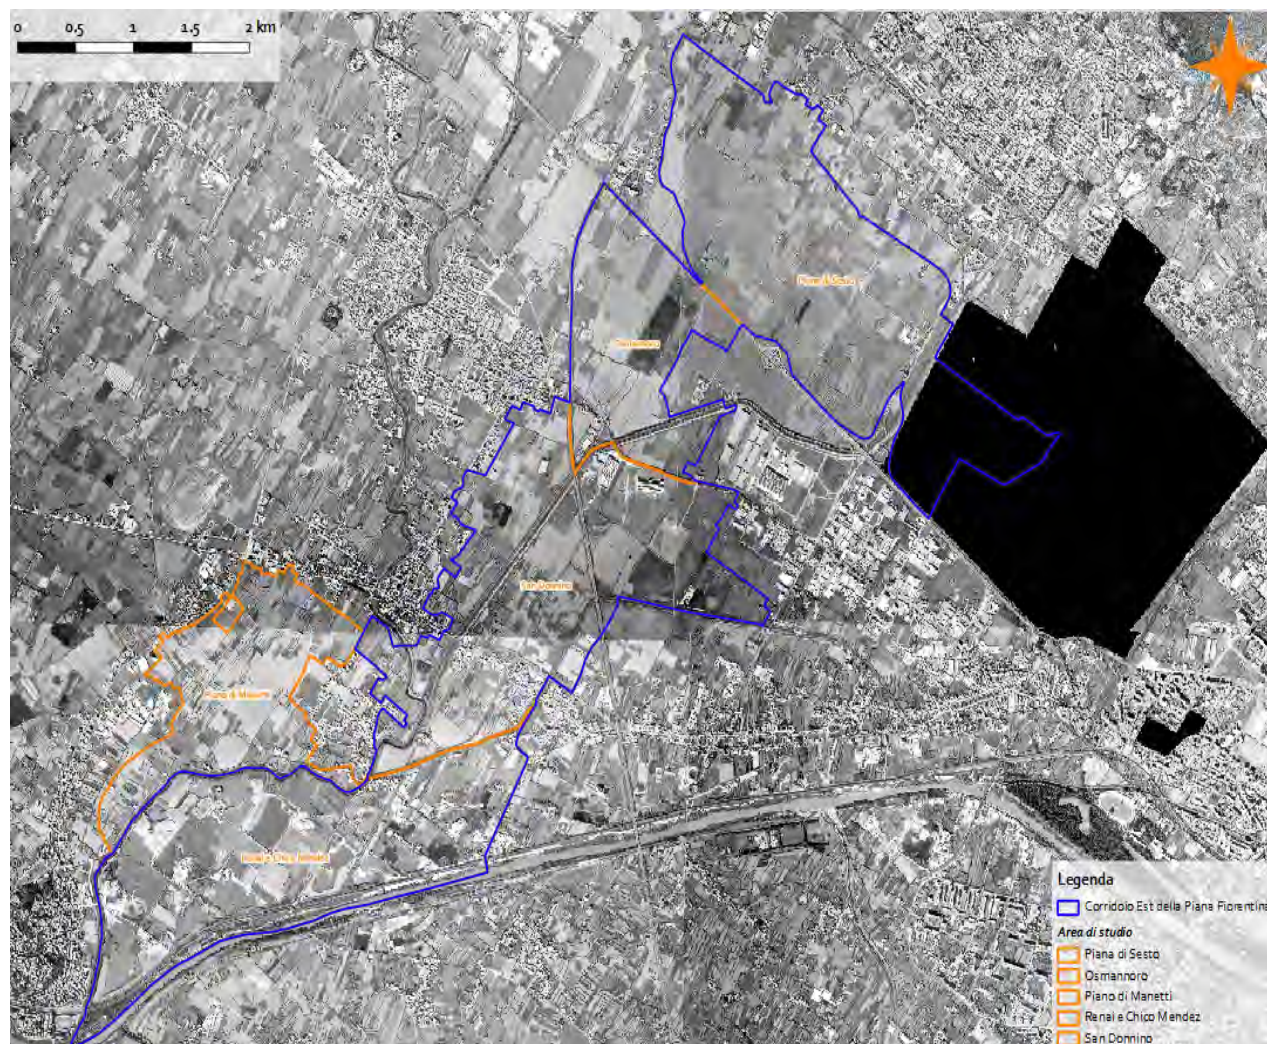 0 0,5 1 1,5 2 km
Piana di Sesto
Osmannoro
San Donnino
Piano di Manetti
Renai e Chico Mendez
Legenda
Corridoio Est della Piana Fiorentina
Area di studio
Piana di Sesto
Osmannoro
Piano di Manetti
Renai e Chico Mendez
San Donnino